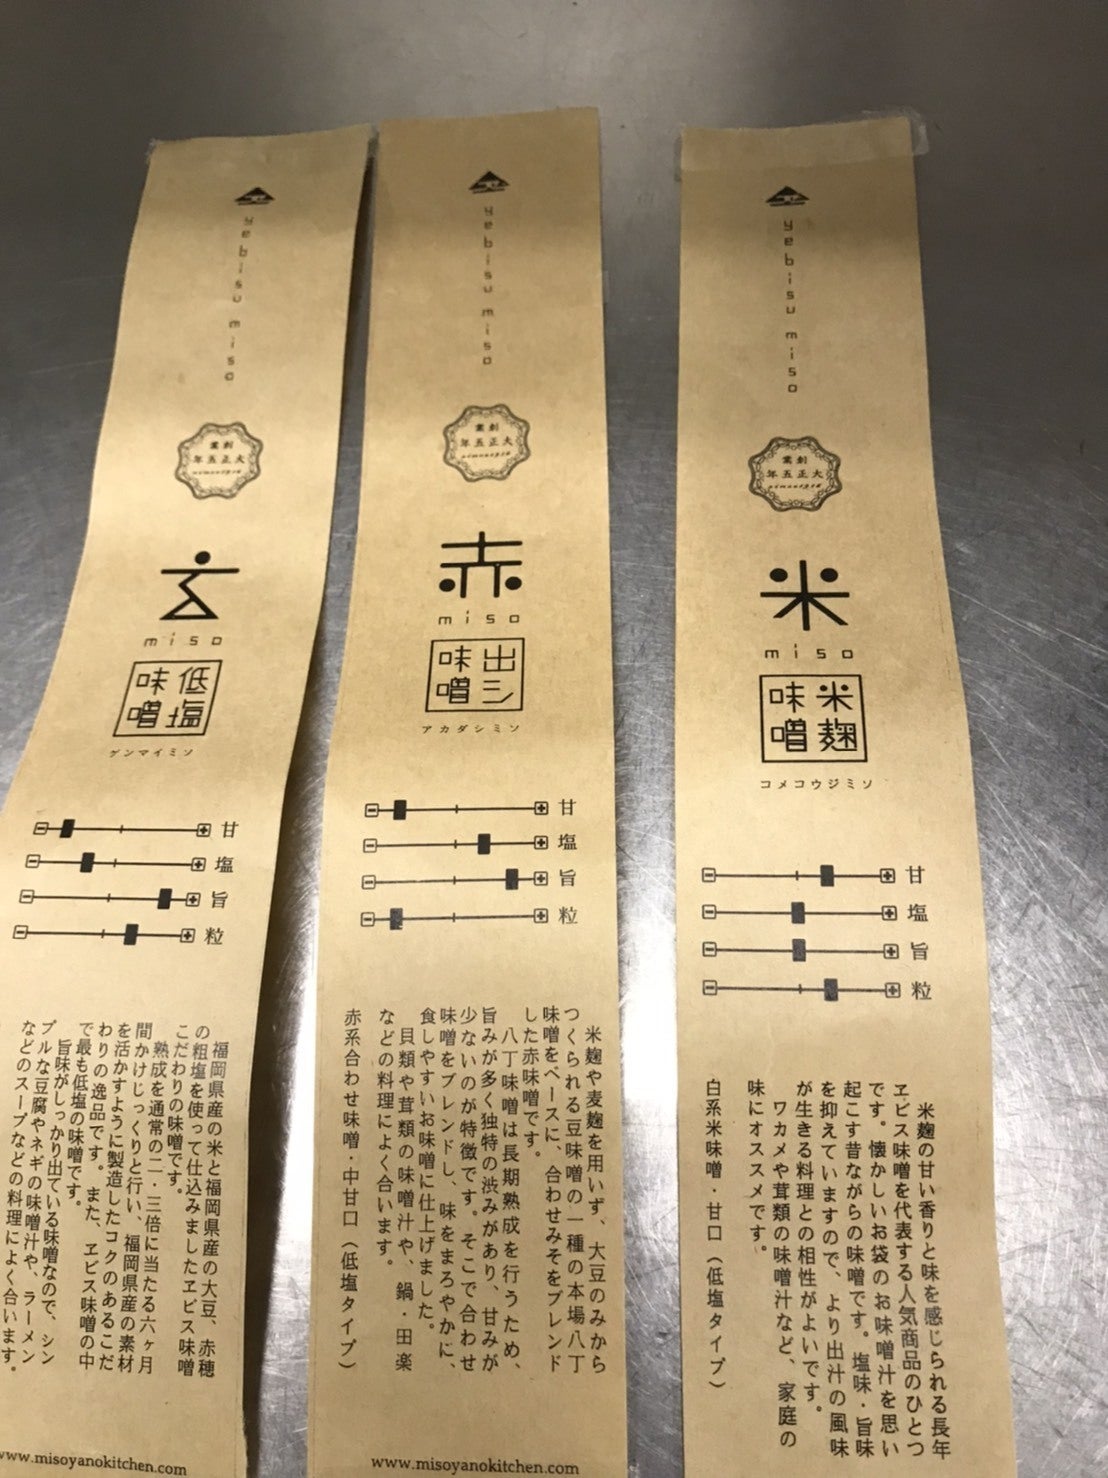 yebisu miso
創業
大正五年
玄
miso
低塩
味噌
ゲンマイミソ
甘
塩
旨
粒
福岡県産の米と福岡県産の大豆、赤穂
の粗塩を使って仕込みましたヱビス味噌
こだわりの味噌です。
熟成を通常の二・三倍に当たる六ヶ月
間かけじっくりと行い、福岡県産の素材
を活かすように製造したコクのあるこだ
わりの逸品です。また、ヱビス味噌の中
で最も低塩の味噌です。
旨味がしっかり出ている味噌なので、シン
プルな豆腐やネギの味噌汁や、ラーメン
などのスープなどの料理によく合います。
www.misoyanokitchen.com
yebisu miso
創業
大正五年
赤
miso
出シ
味噌
アカダシミソ
甘
塩
旨
粒
米麹や麦麹を用いず、大豆のみから
つくられる豆味噌の一種の本場八丁
味噌をベースに、合わせみそをブレンド
した赤味噌です。
八丁味噌は長期熟成を行うため、
旨みが多く独特の渋みがあり、甘みが
少ないのが特徴です。そこで合わせ
味噌をブレンドし、味をまろやかに、
食しやすいお味噌に仕上げました。
貝類や茸類の味噌汁や、鍋・田楽
などの料理によく合います。
赤系合わせ味噌・中甘口（低塩タイプ）
www.misoyanokitchen.com
yebisu miso
創業
大正五年
米
miso
米麹
味噌
コメコウジミソ
甘
塩
旨
粒
米麹の甘い香りと味を感じられる長年
ヱビス味噌を代表する人気商品のひとつ
です。懐かしいお袋のお味噌汁を思い
起こす昔ながらの味噌です。塩味・旨味
を抑えていますので、より出汁の風味
が生きる料理との相性がよいです。
ワカメや茸類の味噌汁など、家庭の
味にオススメです。
白系米味噌・甘口（低塩タイプ）